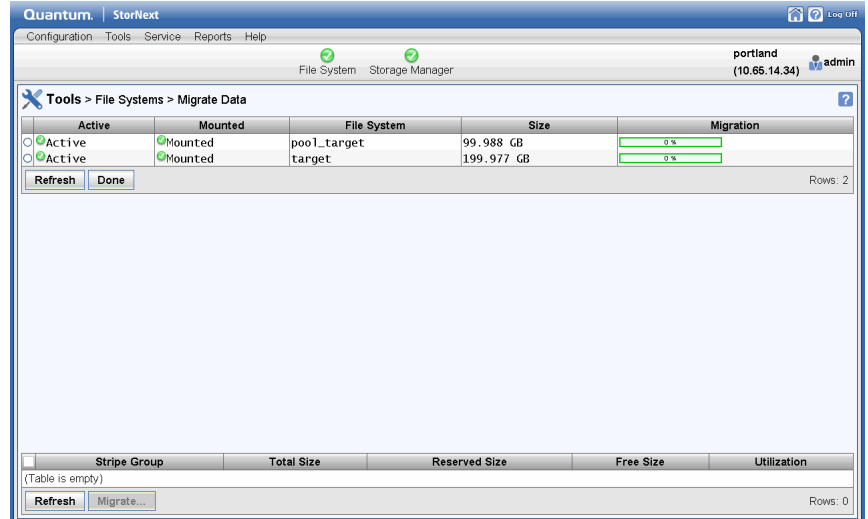 Quantum. StorNext Log Off
Configuration Tools Service Reports Help
File System Storage Manager portland (10.65.14.34) admin
Tools > File Systems > Migrate Data
Active Mounted File System Size Migration
Active Mounted pool_target 99.988 GB 0 %
Active Mounted target 199.977 GB 0 %
Refresh Done Rows: 2
Stripe Group Total Size Reserved Size Free Size Utilization
(Table is empty)
Refresh Migrate... Rows: 0